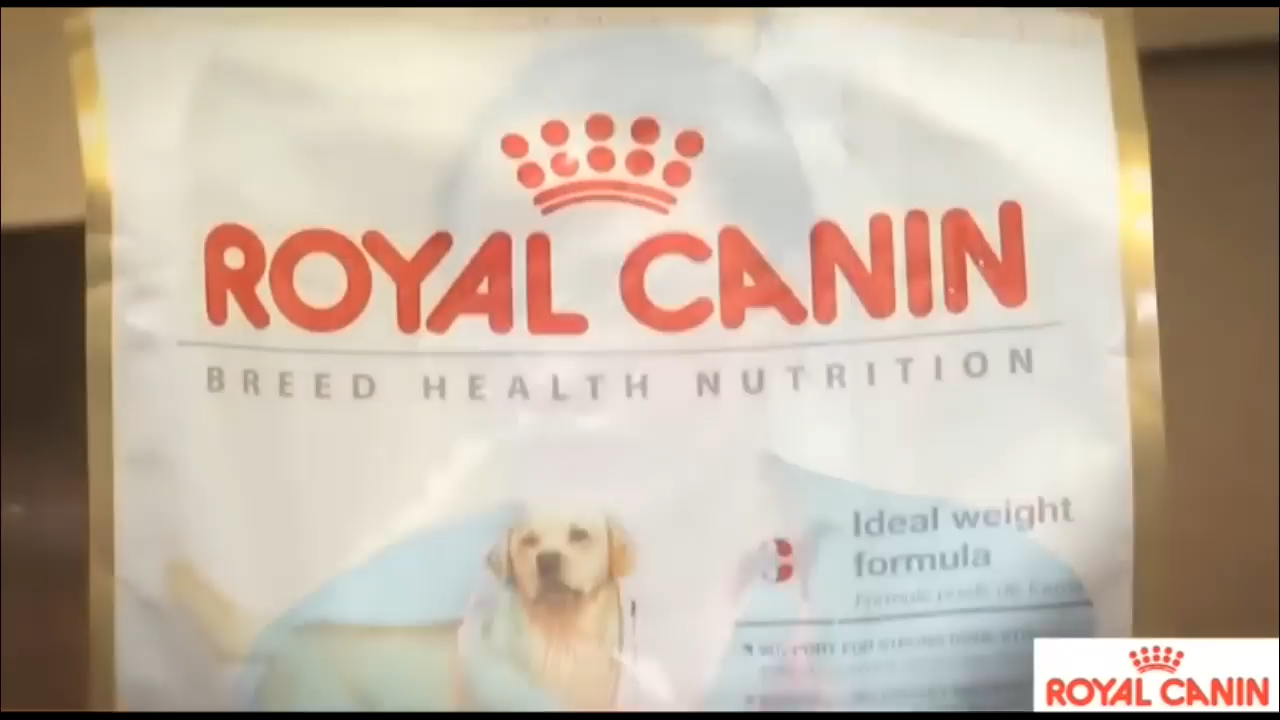 ROYAL CANIN
BREED HEALTH NUTRITION
Ideal weight
formula
ROYAL CANIN